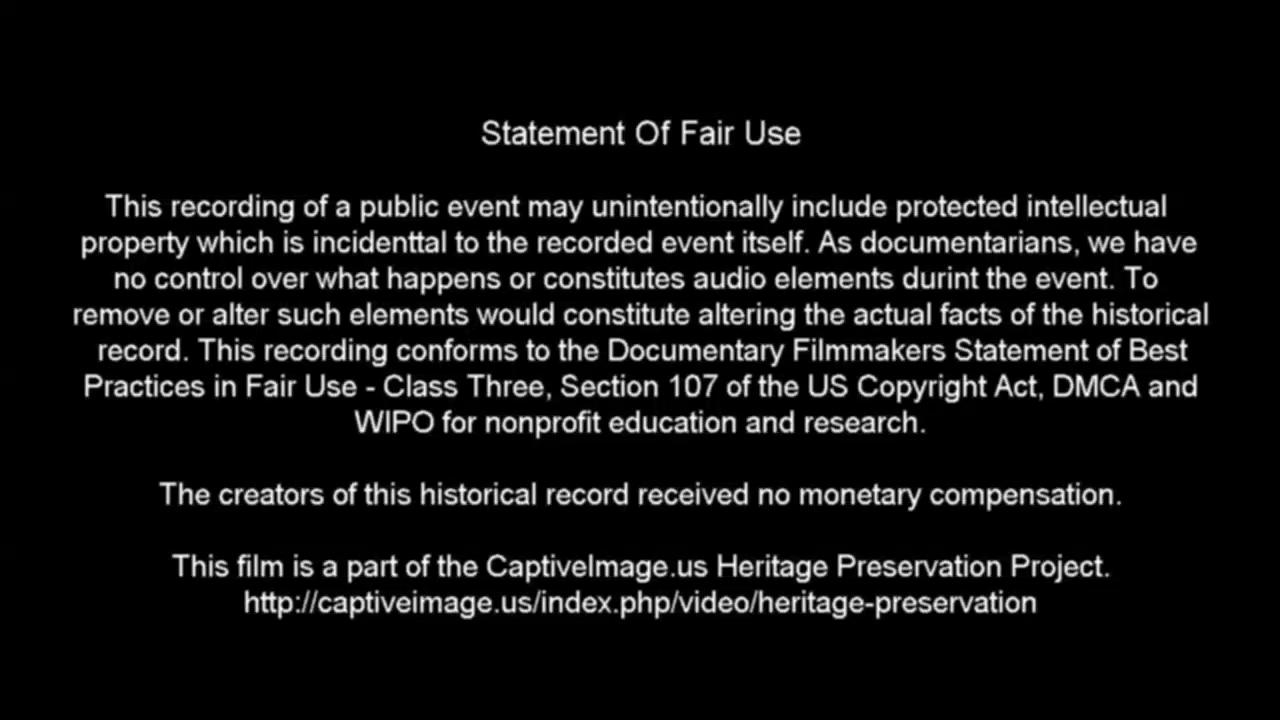 Statement Of Fair Use
This recording of a public event may unintentionally include protected intellectual
property which is incidenttal to the recorded event itself. As documentarians, we have
no control over what happens or constitutes audio elements durint the event. To
remove or alter such elements would constitute altering the actual facts of the historical
record. This recording conforms to the Documentary Filmmakers Statement of Best
Practices in Fair Use - Class Three, Section 107 of the US Copyright Act, DMCA and
WIPO for nonprofit education and research.
The creators of this historical record received no monetary compensation.
This film is a part of the CaptiveImage.us Heritage Preservation Project.
http://captiveimage.us/index.php/video/heritage-preservation